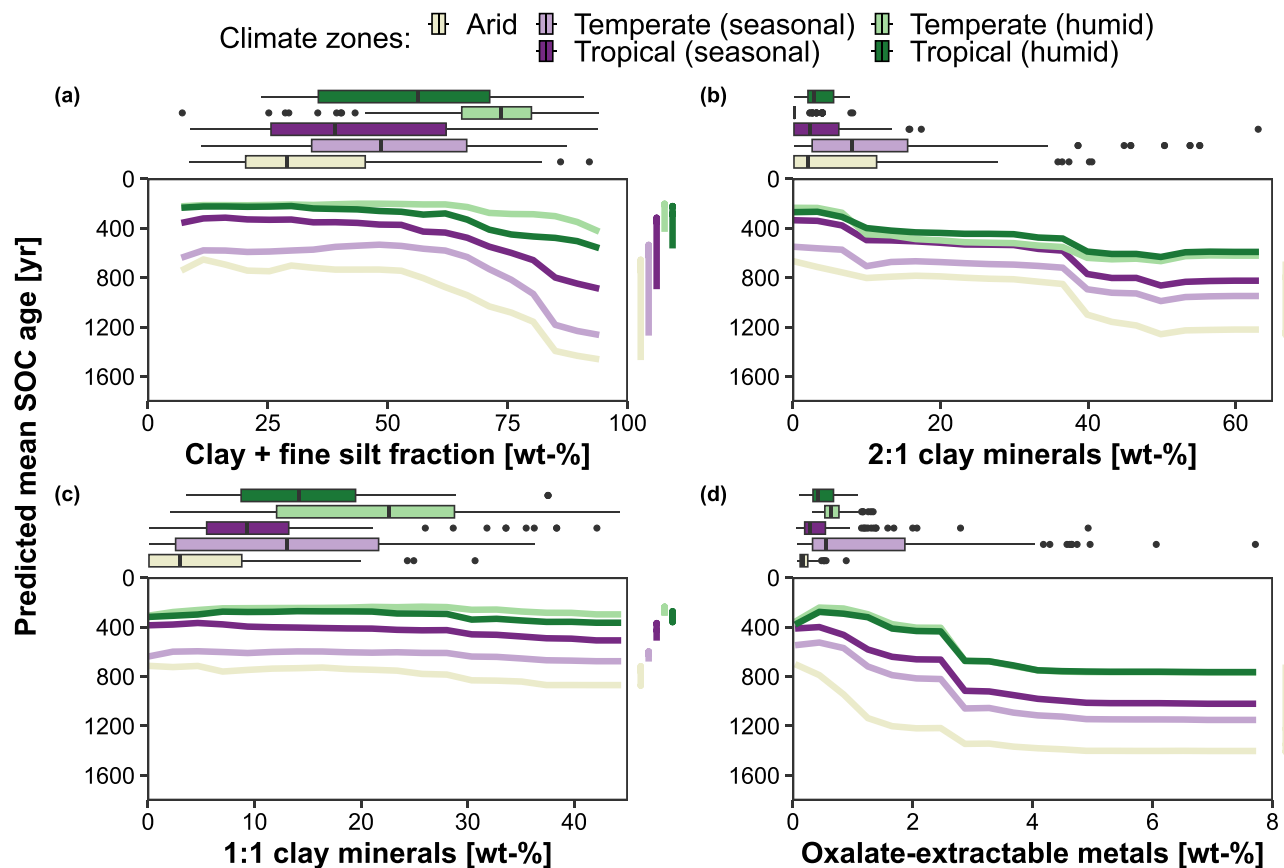 Climate zones: Arid Temperate (seasonal) Temperate (humid)
Tropical (seasonal) Tropical (humid)
(a)
0
400
800
1200
1600
0 25 50 75 100
Clay + fine silt fraction [wt-%]
(b)
0
400
800
1200
1600
0 20 40 60
2:1 clay minerals [wt-%]
(c)
0
400
800
1200
1600
0 10 20 30 40
1:1 clay minerals [wt-%]
(d)
0
400
800
1200
1600
0 2 4 6 8
Oxalate-extractable metals [wt-%]
Predicted mean SOC age [yr]